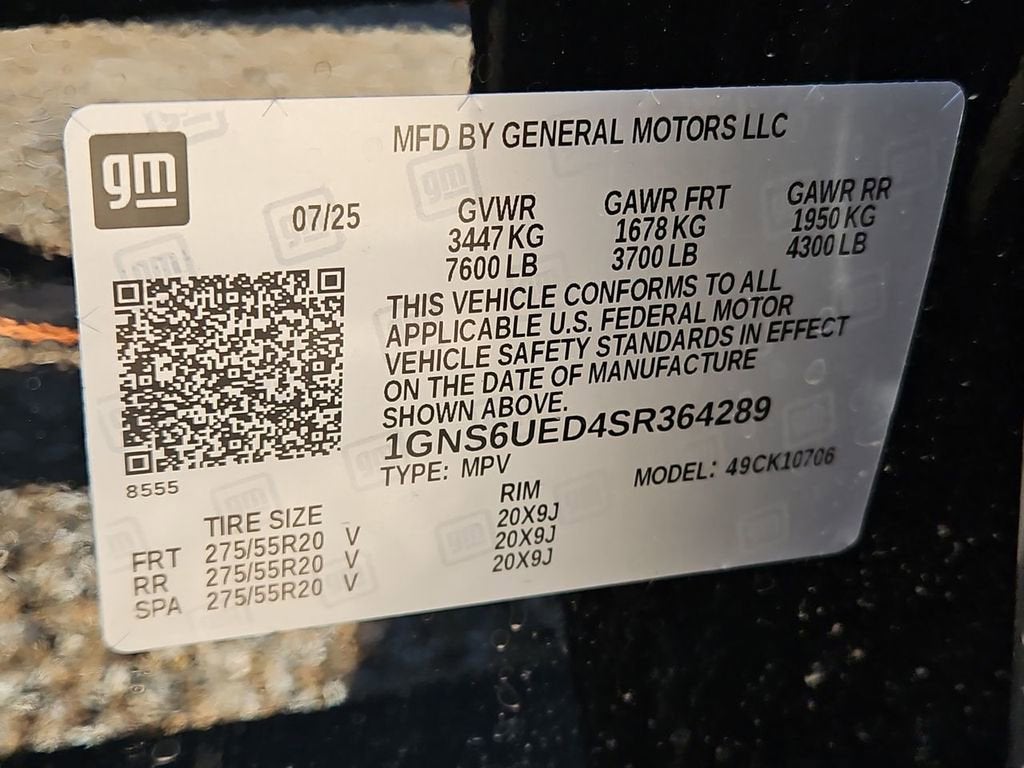 gm
MFD BY GENERAL MOTORS LLC
07/25
GVWR GAWR FRT GAWR RR
3447 KG 1678 KG 1950 KG
7600 LB 3700 LB 4300 LB
THIS VEHICLE CONFORMS TO ALL
APPLICABLE U.S. FEDERAL MOTOR
VEHICLE SAFETY STANDARDS IN EFFECT
ON THE DATE OF MANUFACTURE
SHOWN ABOVE.
1GNS6UED4SR364289
TYPE: MPV MODEL: 49CK10706
8555
TIRE SIZE RIM
FRT 275/55R20 V 20X9J
RR 275/55R20 V 20X9J
SPA 275/55R20 V 20X9J